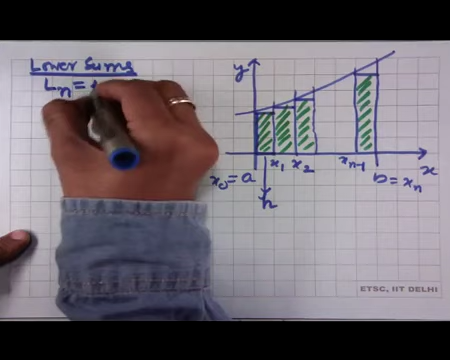 Lower Sums
Lₙ =
y
x₁ x₂ xₙ₋₁ x
x₀ = a b = xₙ
h
ETSC, IIT DELHI